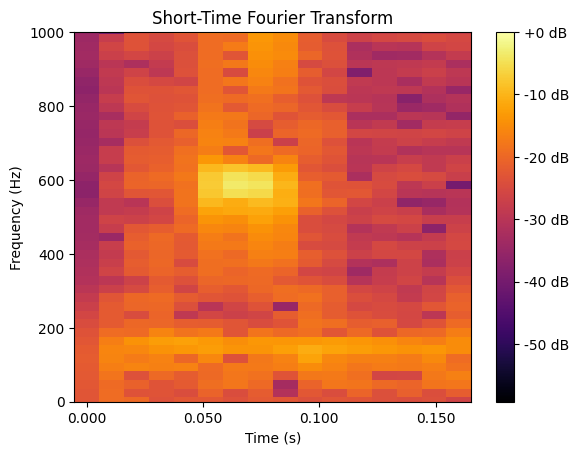 Short-Time Fourier Transform
1000
800
600
400
200
0
Frequency (Hz)
0.000
0.050
0.100
0.150
Time (s)
+0 dB
-10 dB
-20 dB
-30 dB
-40 dB
-50 dB